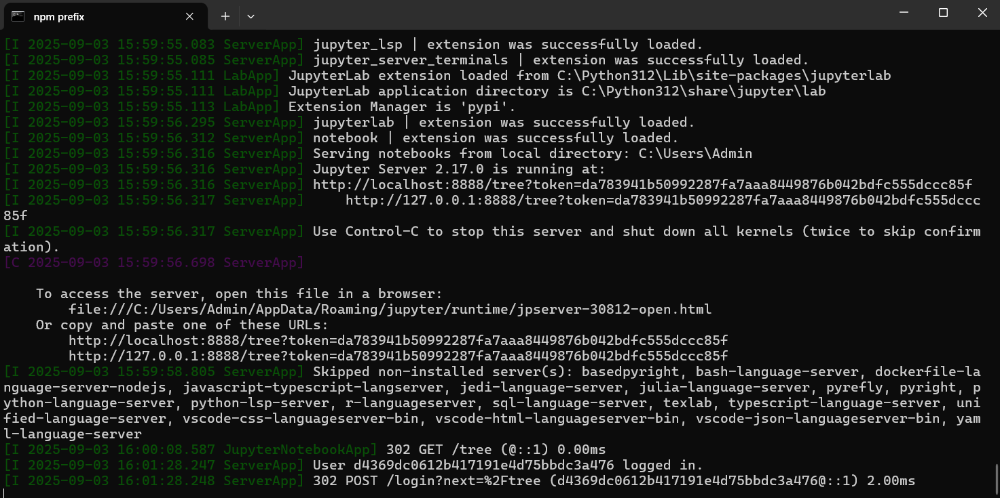 npm prefix
[I 2025-09-03 15:59:55.083 ServerApp] jupyter_lsp | extension was successfully loaded.
[I 2025-09-03 15:59:55.085 ServerApp] jupyter_server_terminals | extension was successfully loaded.
[I 2025-09-03 15:59:55.111 LabApp] JupyterLab extension loaded from C:\Python312\Lib\site-packages\jupyterlab
[I 2025-09-03 15:59:55.111 LabApp] JupyterLab application directory is C:\Python312\share\jupyter\lab
[I 2025-09-03 15:59:55.113 LabApp] Extension Manager is 'pypi'.
[I 2025-09-03 15:59:56.295 ServerApp] jupyterlab | extension was successfully loaded.
[I 2025-09-03 15:59:56.312 ServerApp] notebook | extension was successfully loaded.
[I 2025-09-03 15:59:56.316 ServerApp] Serving notebooks from local directory: C:\Users\Admin
[I 2025-09-03 15:59:56.316 ServerApp] Jupyter Server 2.17.0 is running at:
[I 2025-09-03 15:59:56.316 ServerApp] http://localhost:8888/tree?token=da783941b50992287fa7aaa8449876b042bdfc555dccc85f
[I 2025-09-03 15:59:56.317 ServerApp]     http://127.0.0.1:8888/tree?token=da783941b50992287fa7aaa8449876b042bdfc555dccc
85f
[I 2025-09-03 15:59:56.317 ServerApp] Use Control-C to stop this server and shut down all kernels (twice to skip confirm
ation).
[C 2025-09-03 15:59:56.698 ServerApp]
    To access the server, open this file in a browser:
        file:///C:/Users/Admin/AppData/Roaming/jupyter/runtime/jpserver-30812-open.html
    Or copy and paste one of these URLs:
        http://localhost:8888/tree?token=da783941b50992287fa7aaa8449876b042bdfc555dccc85f
        http://127.0.0.1:8888/tree?token=da783941b50992287fa7aaa8449876b042bdfc555dccc85f
[I 2025-09-03 15:59:58.805 ServerApp] Skipped non-installed server(s): basedpyright, bash-language-server, dockerfile-la
nguage-server-nodejs, javascript-typescript-langserver, jedi-language-server, julia-language-server, pyrefly, pyright, p
ython-language-server, python-lsp-server, r-languageserver, sql-language-server, texlab, typescript-language-server, uni
fied-language-server, vscode-css-languageserver-bin, vscode-html-languageserver-bin, vscode-json-languageserver-bin, yam
l-language-server
[I 2025-09-03 16:00:08.587 JupyterNotebookApp] 302 GET /tree (@::1) 0.00ms
[I 2025-09-03 16:01:28.247 ServerApp] User d4369dc0612b417191e4d75bbdc3a476 logged in.
[I 2025-09-03 16:01:28.248 ServerApp] 302 POST /login?next=%2Ftree (d4369dc0612b417191e4d75bbdc3a476@::1) 2.00ms